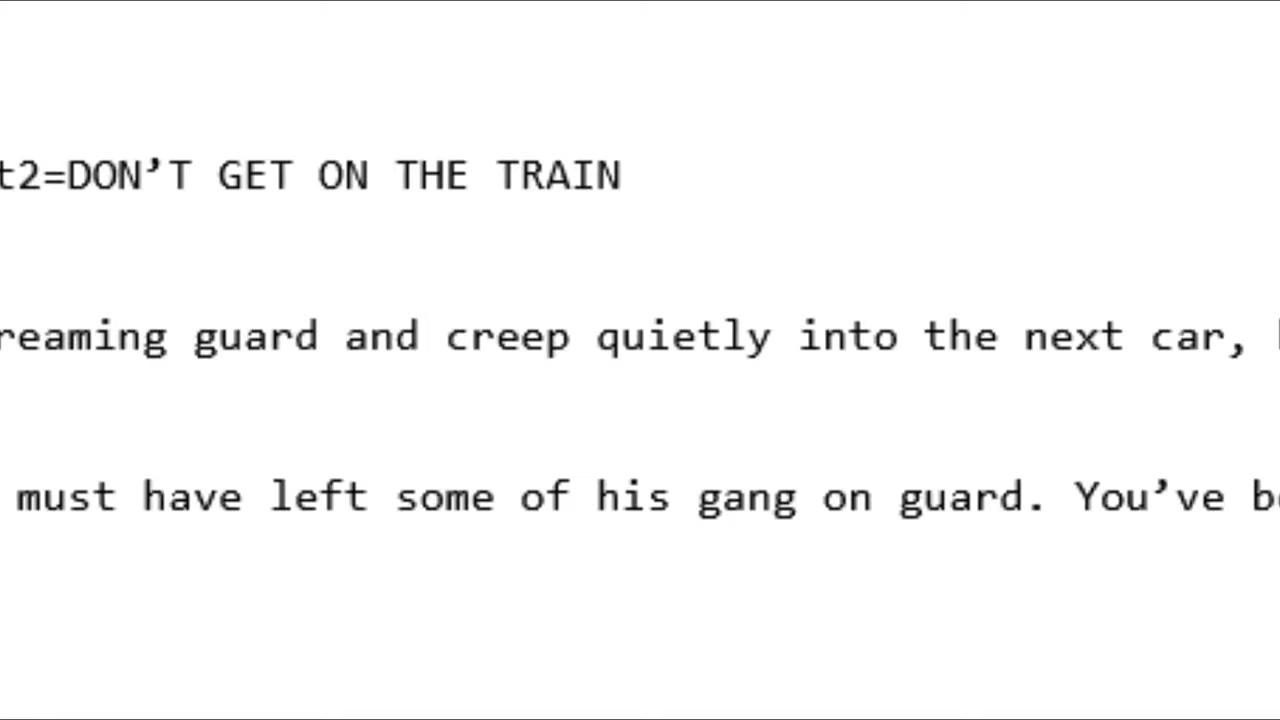 t2=DON’T GET ON THE TRAIN
reaming guard and creep quietly into the next car,
must have left some of his gang on guard. You’ve